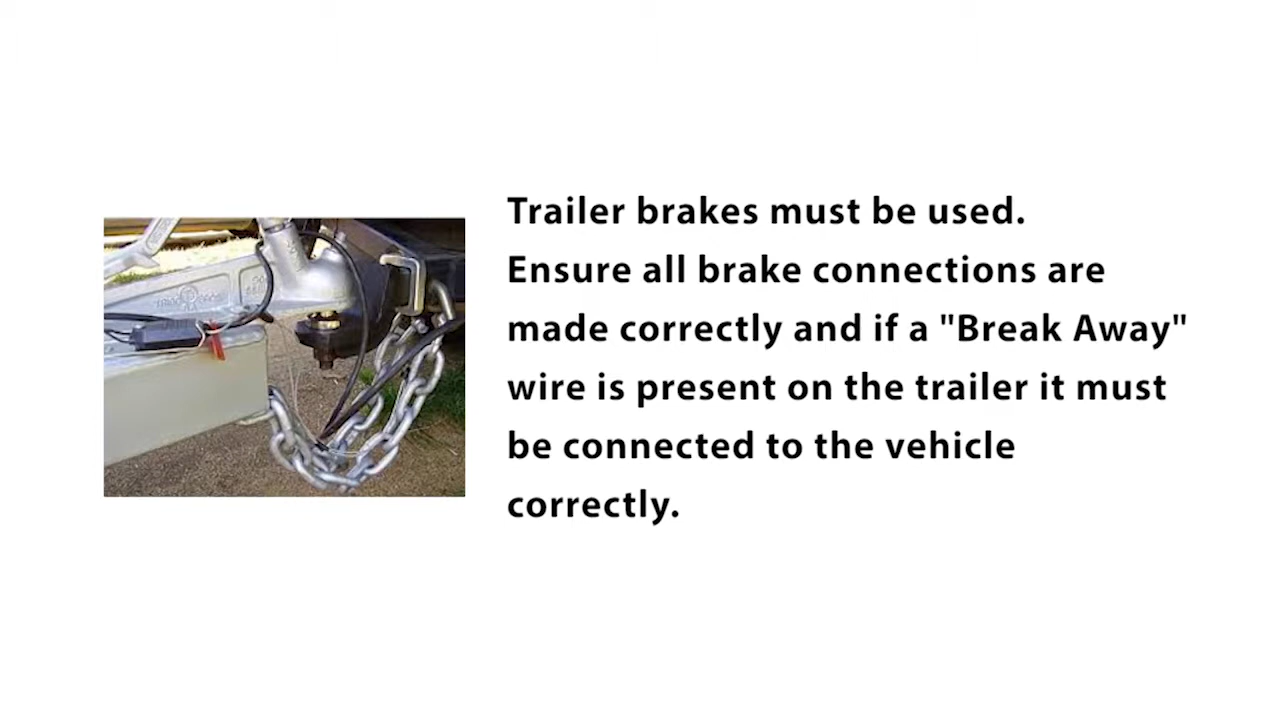 Trailer brakes must be used.
Ensure all brake connections are
made correctly and if a "Break Away"
wire is present on the trailer it must
be connected to the vehicle
correctly.